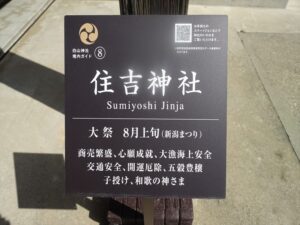 白山神社
境内ガイド
8
住吉神社
Sumiyoshi Jinja
大祭 8月上旬(新潟まつり)
商売繁盛、心願成就、大漁海上安全
交通安全、開運厄除、五穀豊穣
子授け、和歌の神さま